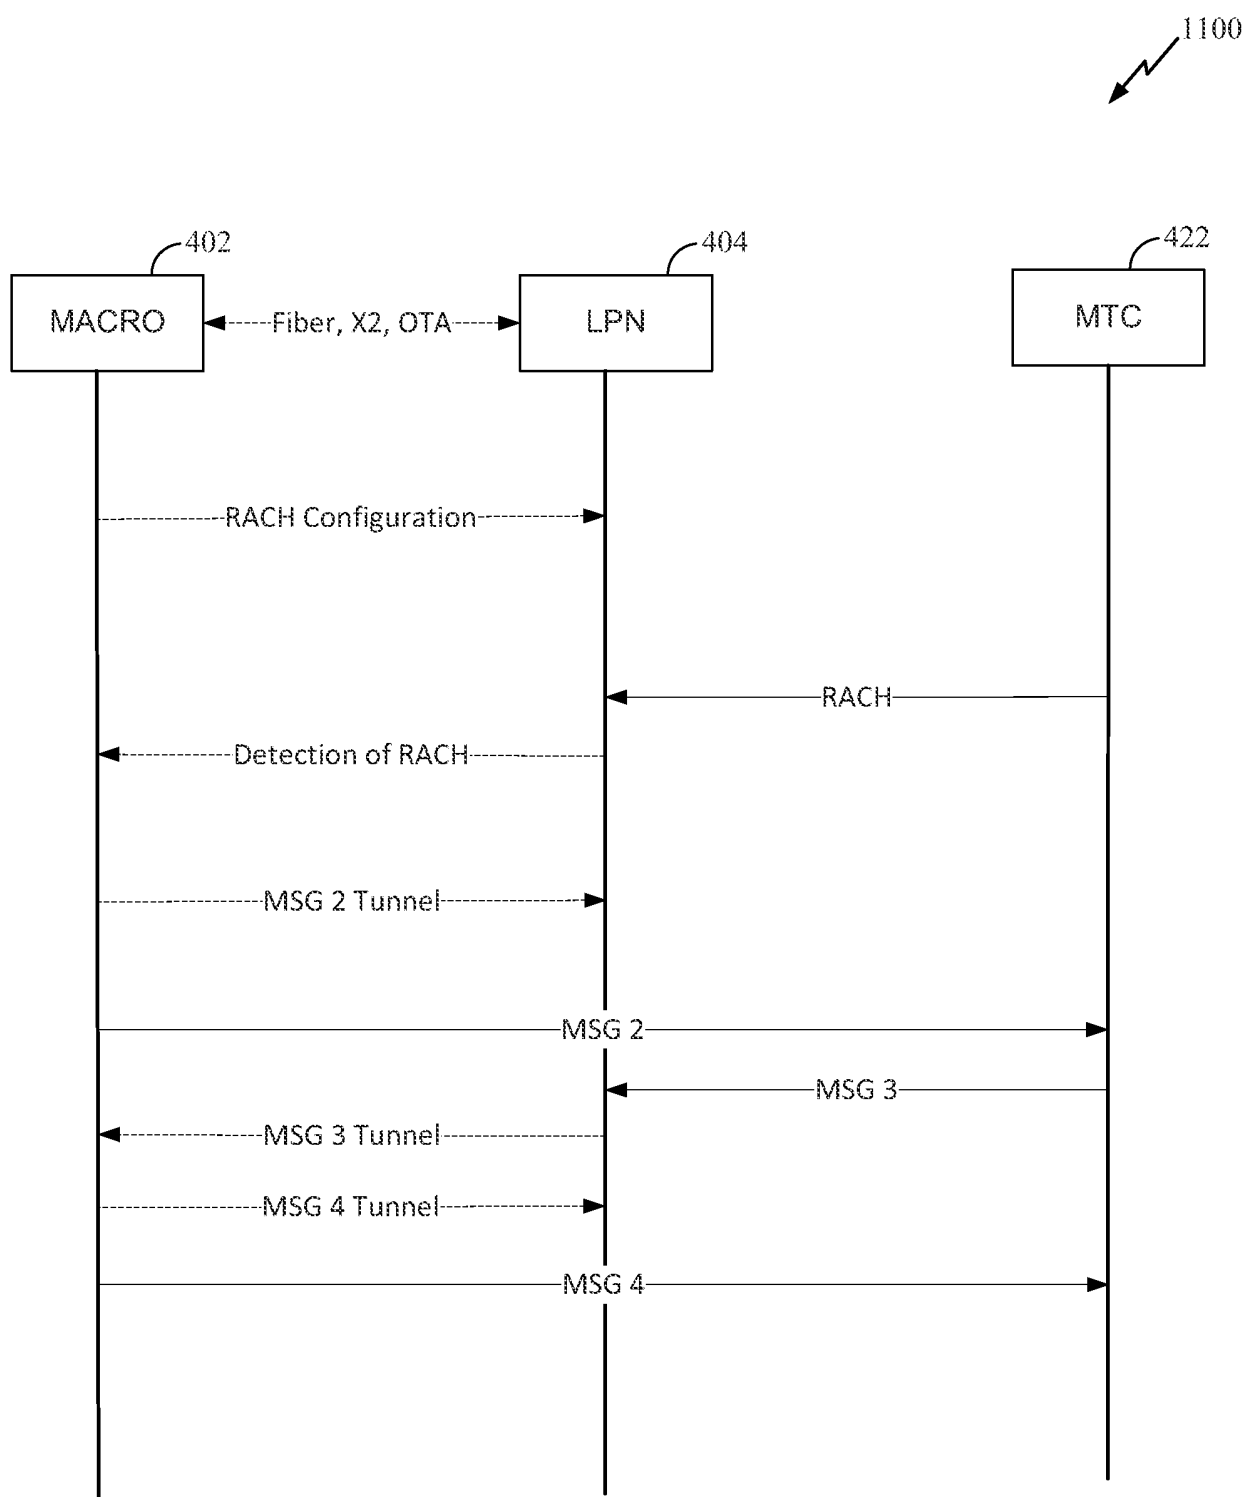 1100
402
404
422
MACRO
Fiber, X2, OTA
LPN
MTC
RACH Configuration
RACH
Detection of RACH
MSG 2 Tunnel
MSG 2
MSG 3
MSG 3 Tunnel
MSG 4 Tunnel
MSG 4